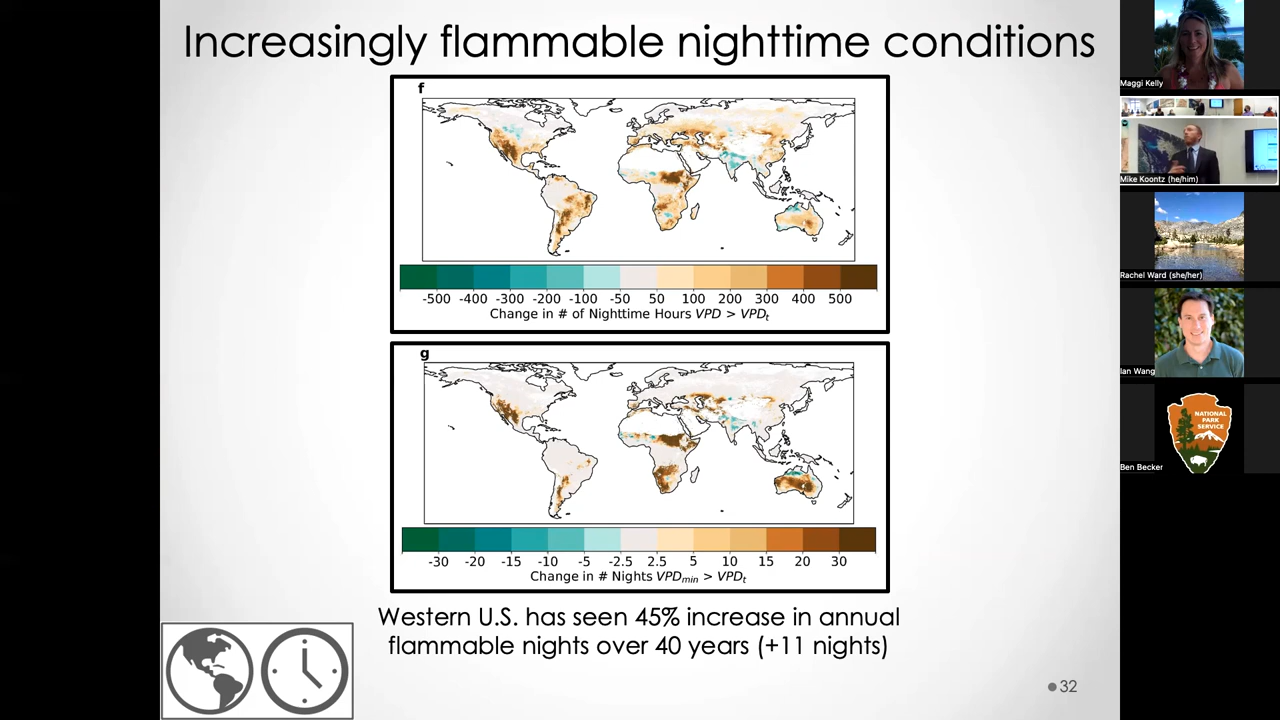 Increasingly flammable nighttime conditions
f
-500 -400 -300 -200 -100 -50 50 100 200 300 400 500
Change in # of Nighttime Hours VPD > VPDt
g
-30 -20 -15 -10 -5 -2.5 2.5 5 10 15 20 30
Change in # Nights VPDmin > VPDt
Western U.S. has seen 45% increase in annual
flammable nights over 40 years (+11 nights)
32
Maggi Kelly
Mike Koontz (he/him)
Rachel Ward (she/her)
Ian Wang
NATIONAL
PARK
SERVICE
Ben Becker